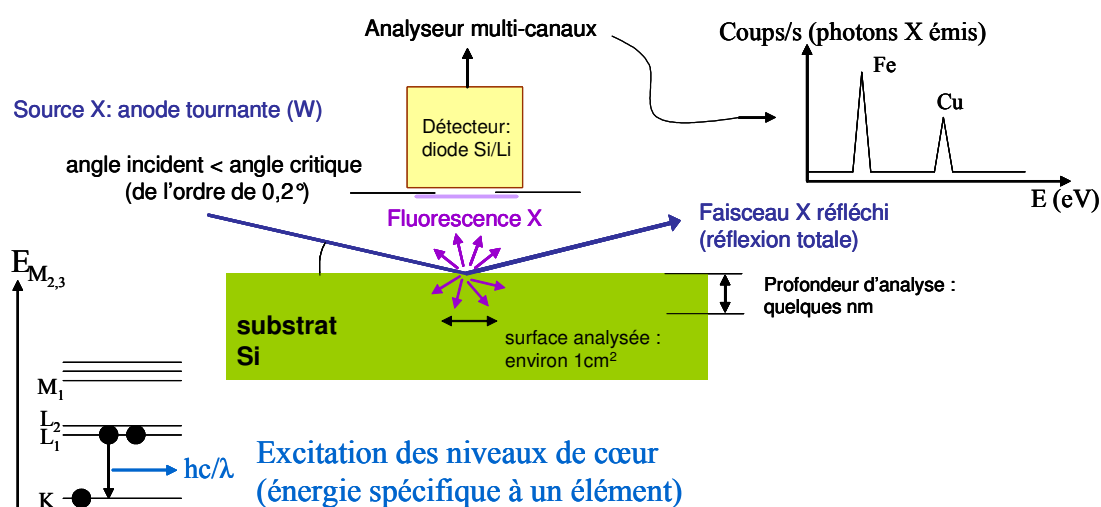 Analyseur multi-canaux
Coups/s (photons X émis)
Fe
Cu
E (eV)
Source X: anode tournante (W)
Détecteur:
diode Si/Li
angle incident < angle critique
(de l'ordre de 0,2°)
Fluorescence X
Faisceau X réfléchi
(réflexion totale)
E
M2,3
Profondeur d'analyse :
quelques nm
substrat
Si
surface analysée :
environ 1cm²
M1
L2
L1
K
hc/λ
Excitation des niveaux de cœur
(énergie spécifique à un élément)